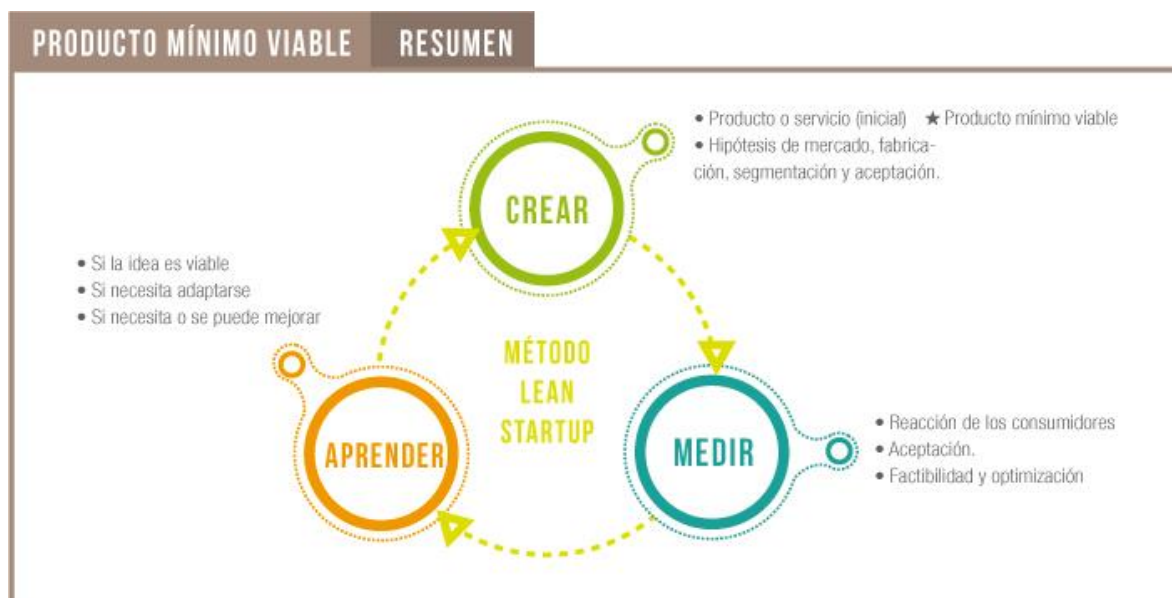 PRODUCTO MÍNIMO VIABLE RESUMEN
• Producto o servicio (inicial) ★ Producto mínimo viable
• Hipótesis de mercado, fabrica-
ción, segmentación y aceptación.
CREAR
• Si la idea es viable
• Si necesita adaptarse
• Si necesita o se puede mejorar
MÉTODO
LEAN
STARTUP
APRENDER
MEDIR
• Reacción de los consumidores
• Aceptación.
• Factibilidad y optimización